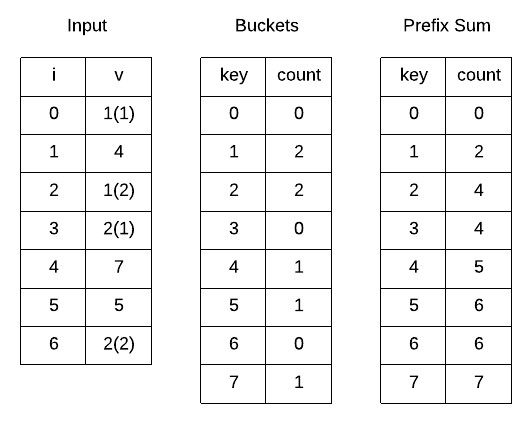 Input Buckets Prefix Sum
i v key count key count
0 1(1) 0 0 0 0
1 4 1 2 1 2
2 1(2) 2 2 2 4
3 2(1) 3 0 3 4
4 7 4 1 4 5
5 5 5 1 5 6
6 2(2) 6 0 6 6
7 1 7 7